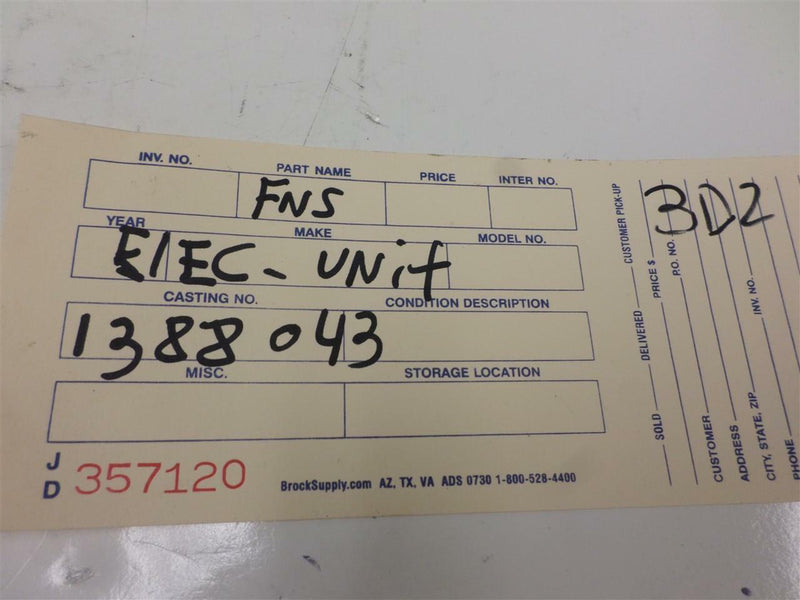 INV. NO. PART NAME PRICE INTER NO.
FNS
YEAR MAKE MODEL NO.
ElEC - UNit
CASTING NO. CONDITION DESCRIPTION
1388043
MISC. STORAGE LOCATION
J
D 357120
BrockSupply.com AZ, TX, VA ADS 0730 1-800-528-4400
3D2
SOLD DELIVERED CUSTOMER PICK-UP
PRICE $
P.O. NO.
CUSTOMER
ADDRESS
CITY, STATE, ZIP INV. NO.
PHONE